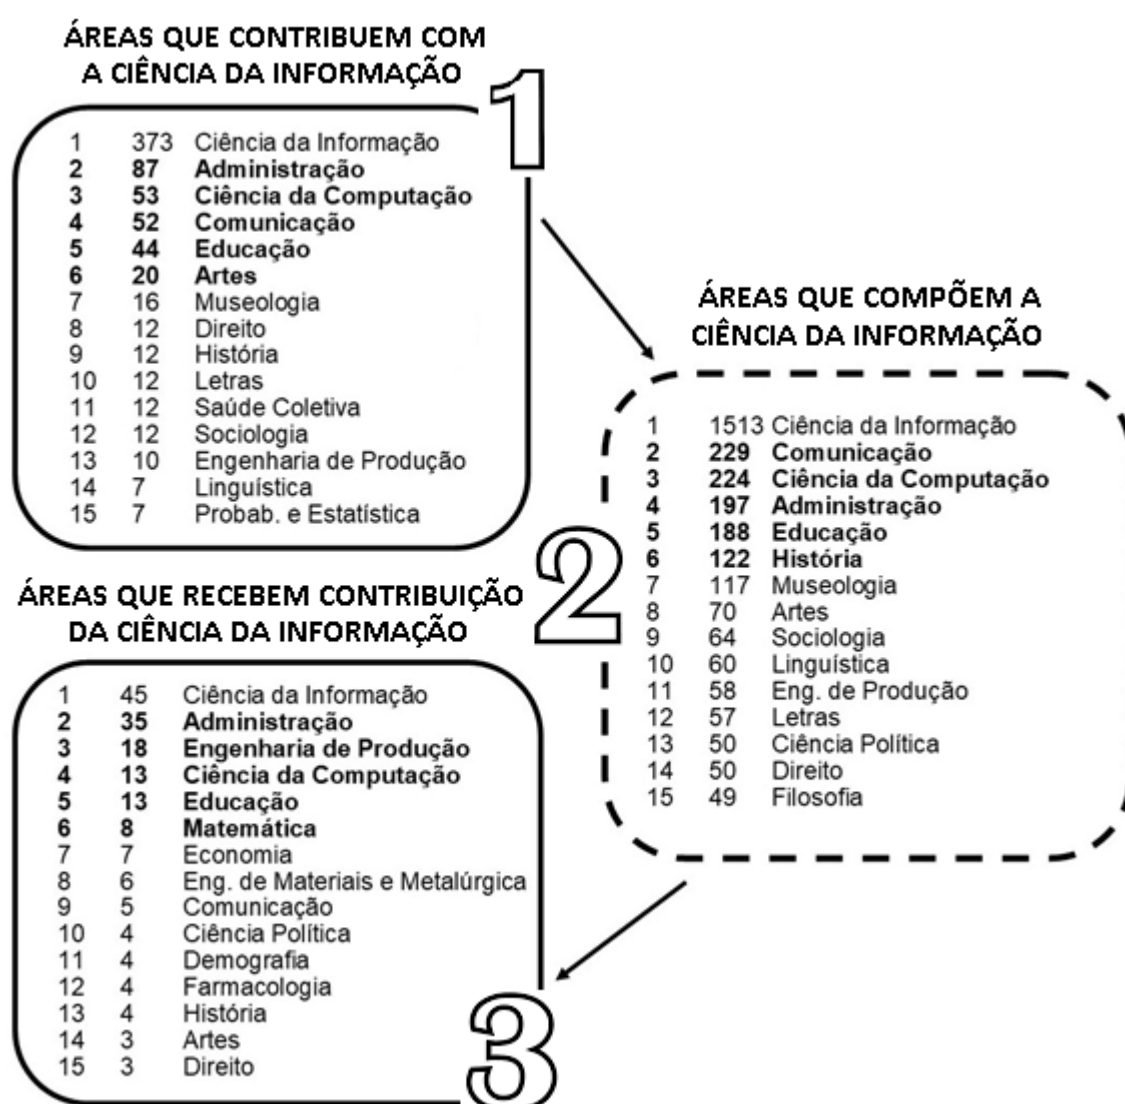 ÁREAS QUE CONTRIBUEM COM
A CIÊNCIA DA INFORMAÇÃO
1
1 373 Ciência da Informação
2 87 Administração
3 53 Ciência da Computação
4 52 Comunicação
5 44 Educação
6 20 Artes
7 16 Museologia
8 12 Direito
9 12 História
10 12 Letras
11 12 Saúde Coletiva
12 12 Sociologia
13 10 Engenharia de Produção
14 7 Linguística
15 7 Probab. e Estatística
ÁREAS QUE COMPÕEM A
CIÊNCIA DA INFORMAÇÃO
2
1 1513 Ciência da Informação
2 229 Comunicação
3 224 Ciência da Computação
4 197 Administração
5 188 Educação
6 122 História
7 117 Museologia
8 70 Artes
9 64 Sociologia
10 60 Linguística
11 58 Eng. de Produção
12 57 Letras
13 50 Ciência Política
14 50 Direito
15 49 Filosofia
ÁREAS QUE RECEBEM CONTRIBUIÇÃO
DA CIÊNCIA DA INFORMAÇÃO
1 45 Ciência da Informação
2 35 Administração
3 18 Engenharia de Produção
4 13 Ciência da Computação
5 13 Educação
6 8 Matemática
7 7 Economia
8 6 Eng. de Materiais e Metalúrgica
9 5 Comunicação
10 4 Ciência Política
11 4 Demografia
12 4 Farmacologia
13 4 História
14 3 Artes
15 3 Direito
3